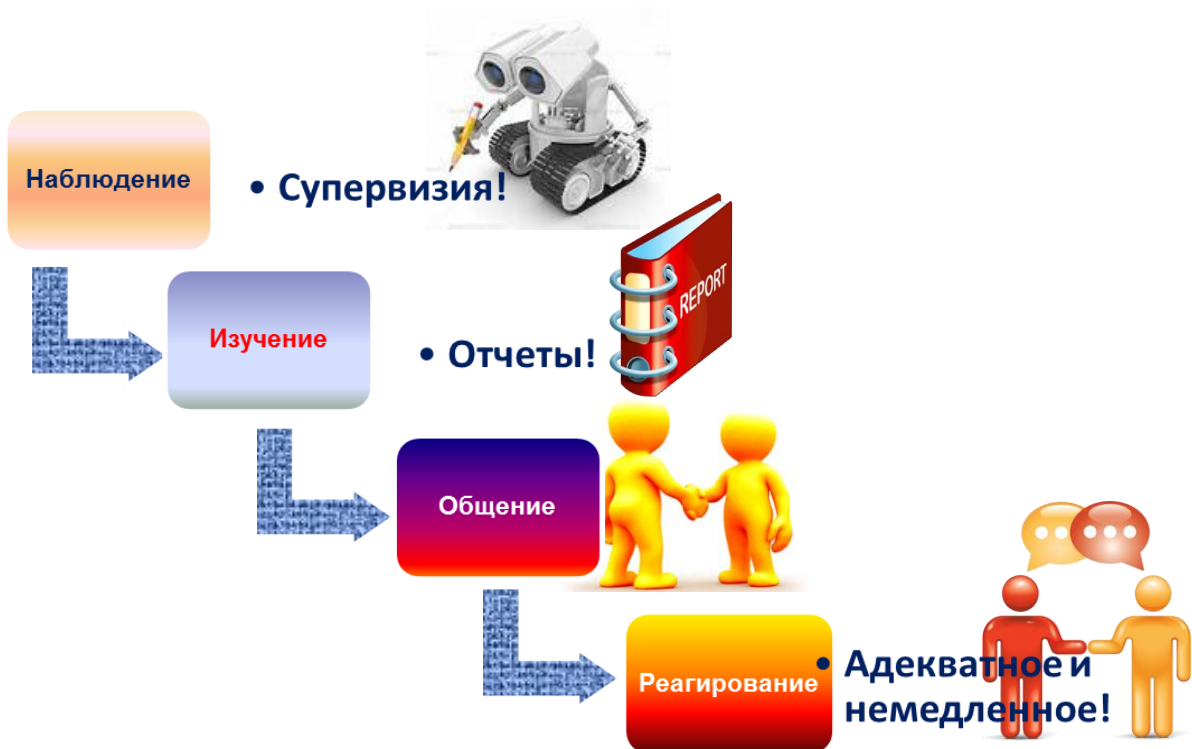 Наблюдение
• Супервизия!
REPORT
Изучение
• Отчеты!
Общение
Реагирование
• Адекватное и
немедленное!